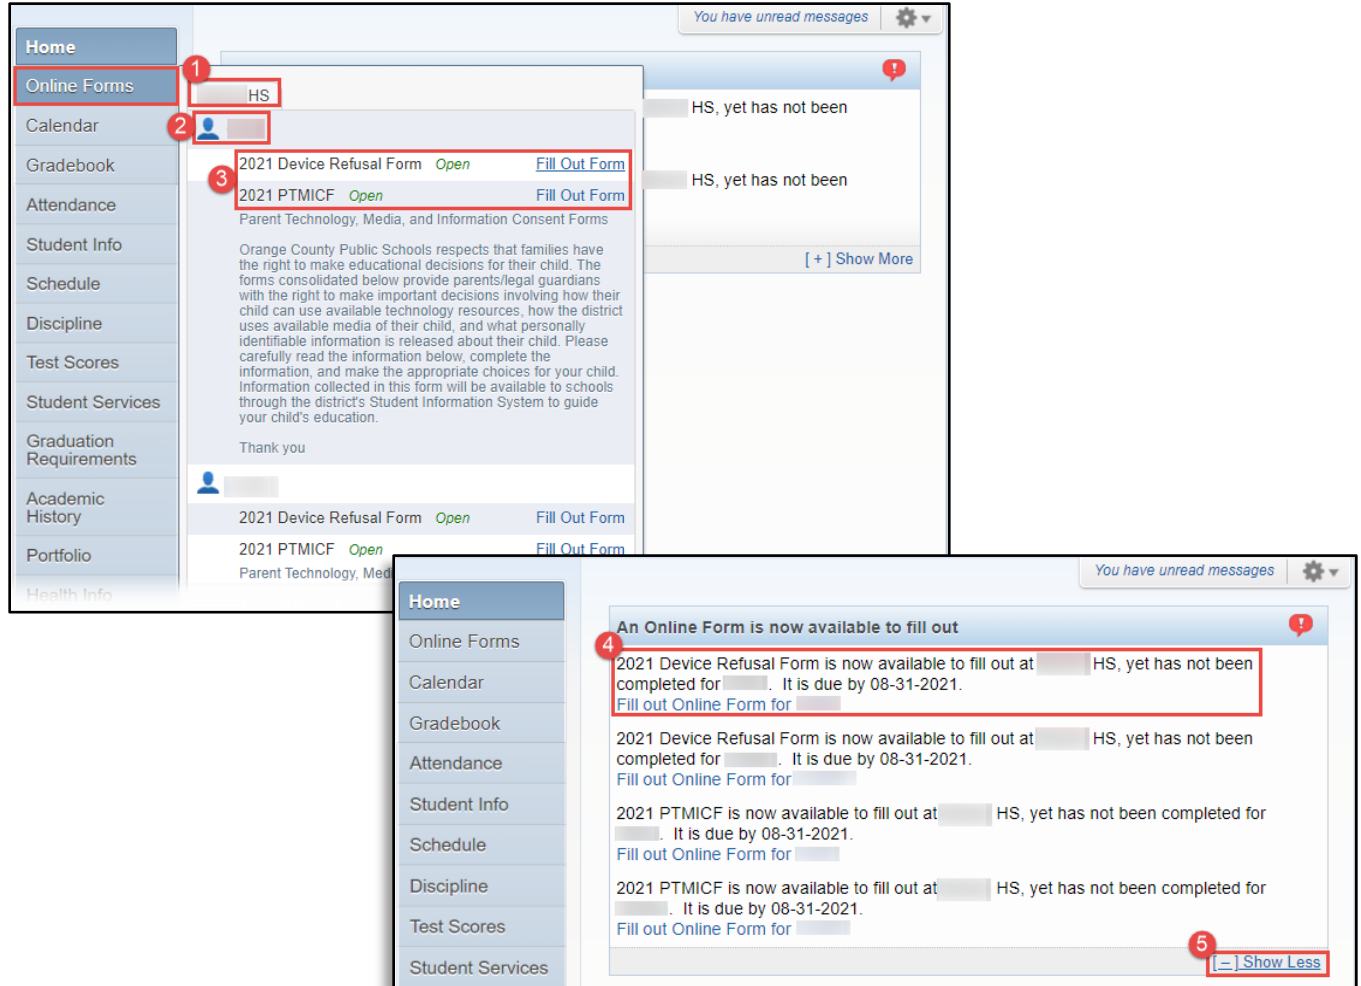 You have unread messages
Home
Online Forms
Calendar
Gradebook
Attendance
Student Info
Schedule
Discipline
Test Scores
Student Services
Graduation
Requirements
Academic
History
Portfolio
Health Info
1
HS
2
3
2021 Device Refusal Form Open Fill Out Form
2021 PTMICF Open Fill Out Form
Parent Technology, Media, and Information Consent Forms
Orange County Public Schools respects that families have
the right to make educational decisions for their child. The
forms consolidated below provide parents/legal guardians
with the right to make important decisions involving how their
child can use available technology resources, how the district
uses available media of their child, and what personally
identifiable information is released about their child. Please
carefully read the information below, complete the
information, and make the appropriate choices for your child.
Information collected in this form will be available to schools
through the district's Student Information System to guide
your child's education.
Thank you
2021 Device Refusal Form Open Fill Out Form
2021 PTMICF Open Fill Out Form
Parent Technology, Medi
HS, yet has not been
HS, yet has not been
[ + ] Show More
You have unread messages
Home
Online Forms
Calendar
Gradebook
Attendance
Student Info
Schedule
Discipline
Test Scores
Student Services
An Online Form is now available to fill out
4
2021 Device Refusal Form is now available to fill out at HS, yet has not been
completed for . It is due by 08-31-2021.
Fill out Online Form for
2021 Device Refusal Form is now available to fill out at HS, yet has not been
completed for . It is due by 08-31-2021.
Fill out Online Form for
2021 PTMICF is now available to fill out at HS, yet has not been completed for
. It is due by 08-31-2021.
Fill out Online Form for
2021 PTMICF is now available to fill out at HS, yet has not been completed for
. It is due by 08-31-2021.
Fill out Online Form for
5
[ – ] Show Less